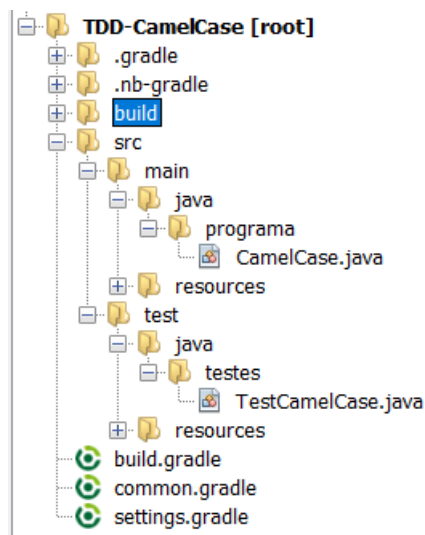 TDD-CamelCase [root]
.gradle
.nb-gradle
build
src
main
java
programa
CamelCase.java
resources
test
java
testes
TestCamelCase.java
resources
build.gradle
common.gradle
settings.gradle